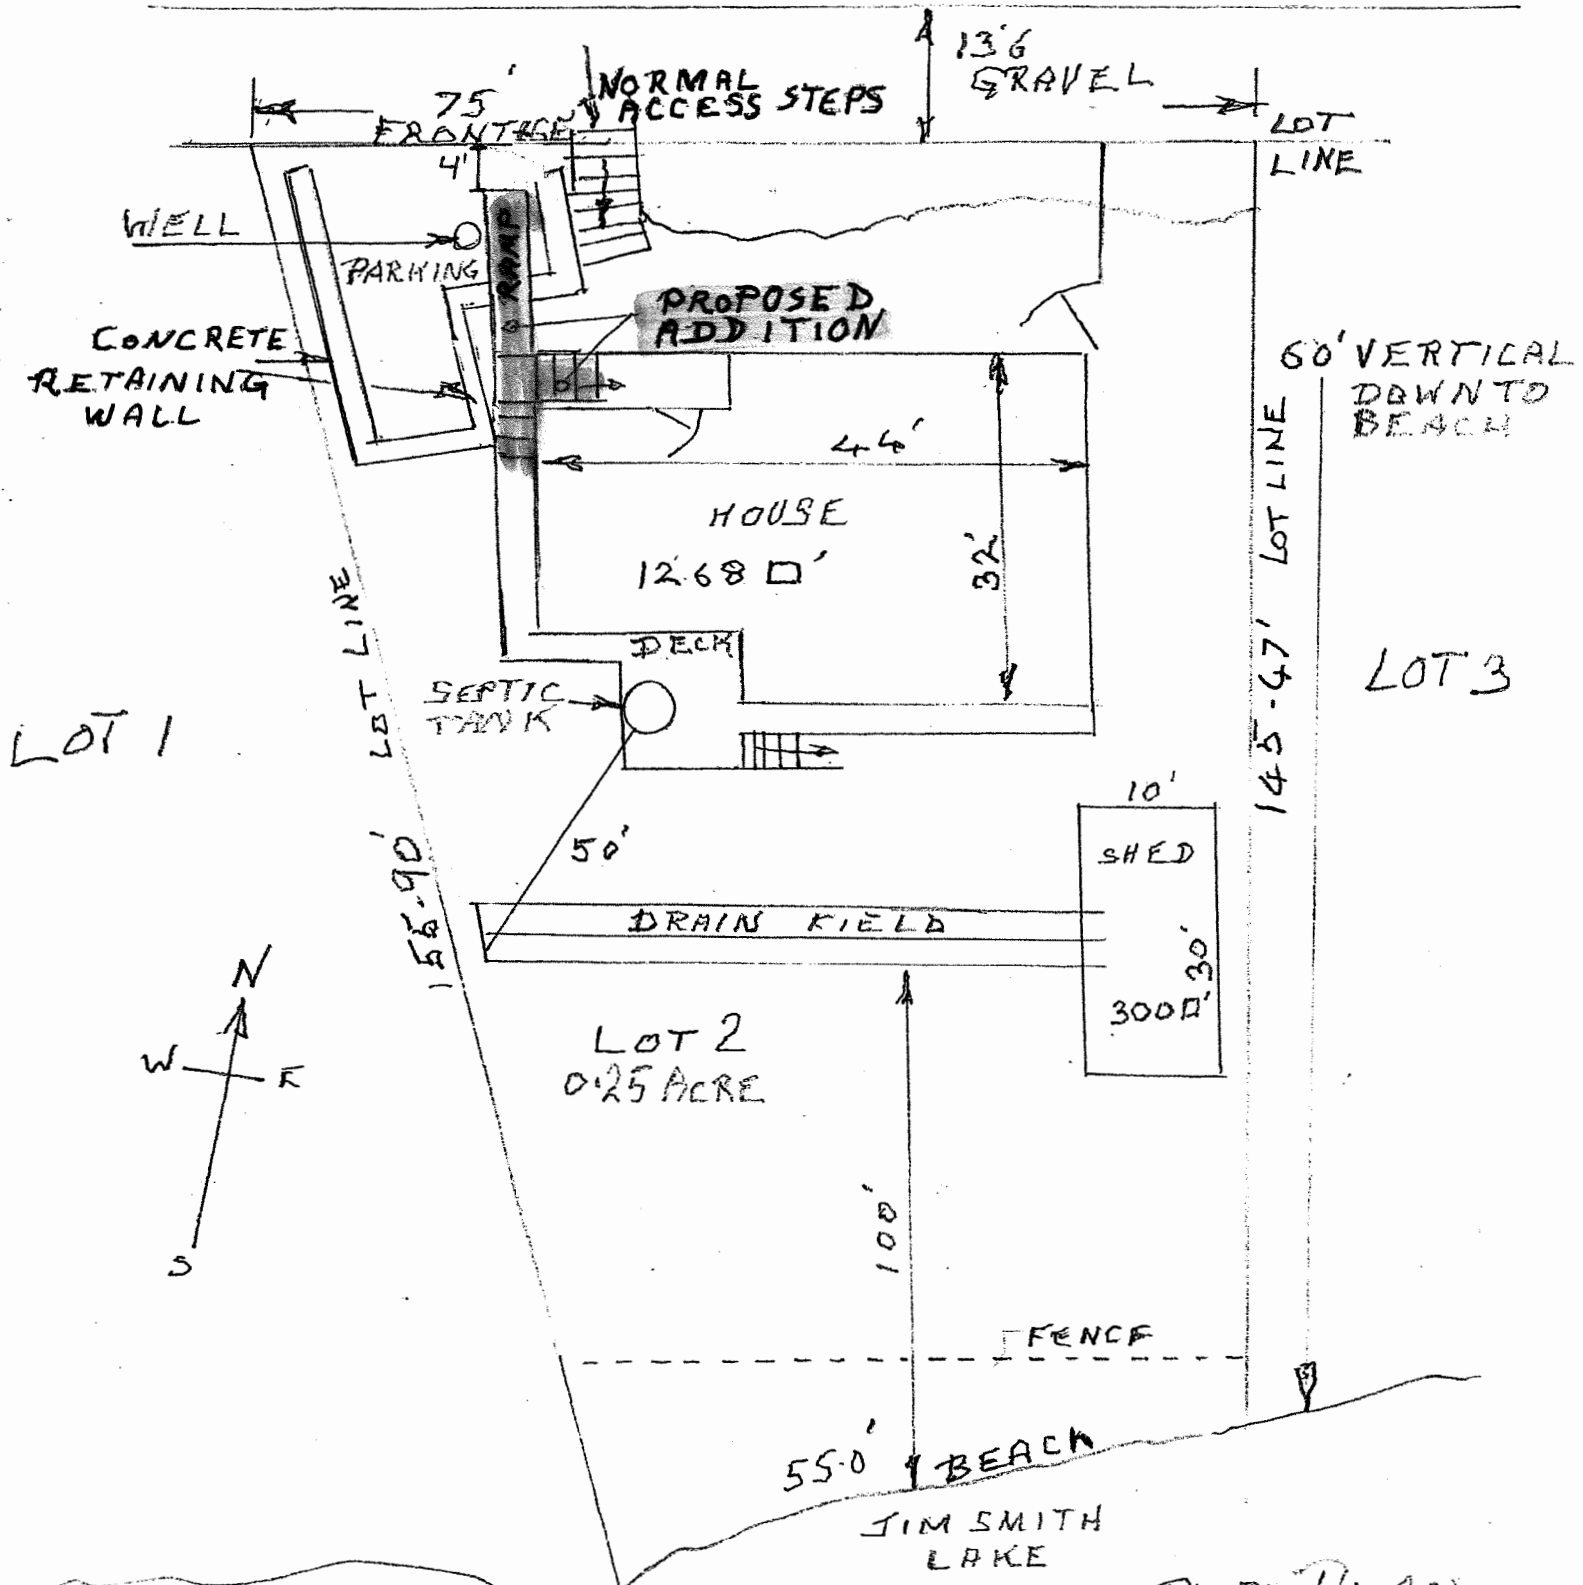 13'6
GRAVEL
75'
FRONTAGE
NORMAL
ACCESS STEPS
LOT
LINE
4'
WELL
PARKING
RAMP
PROPOSED
ADDITION
CONCRETE
RETAINING
WALL
60' VERTICAL
DOWN TO
BEACH
44'
HOUSE
1268 □'
32'
LOT LINE
145-47' LOT LINE
DECK
SEPTIC
TANK
LOT 1
LOT 3
50'
10'
SHED
30'
300□'
DRAIN FIELD
N
W
E
S
LOT 2
0.25 ACRE
100'
FENCE
55.0'
BEACH
JIM SMITH
LAKE